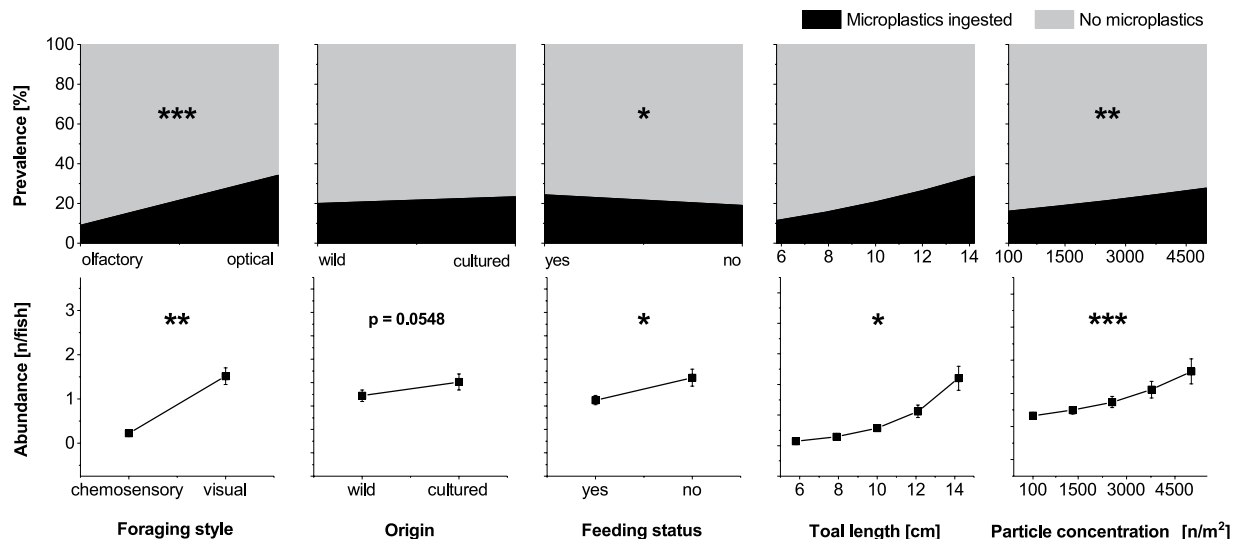 Microplastics ingested No microplastics
Prevalence [%]
100
80
60
40
20
0
*** * **
olfactory optical wild cultured yes no 6 8 10 12 14 100 1500 3000 4500
Abundance [n/fish]
3
2
1
0
** p = 0.0548 * * ***
chemosensory visual wild cultured yes no 6 8 10 12 14 100 1500 3000 4500
Foraging style Origin Feeding status Toal length [cm] Particle concentration [n/m²]